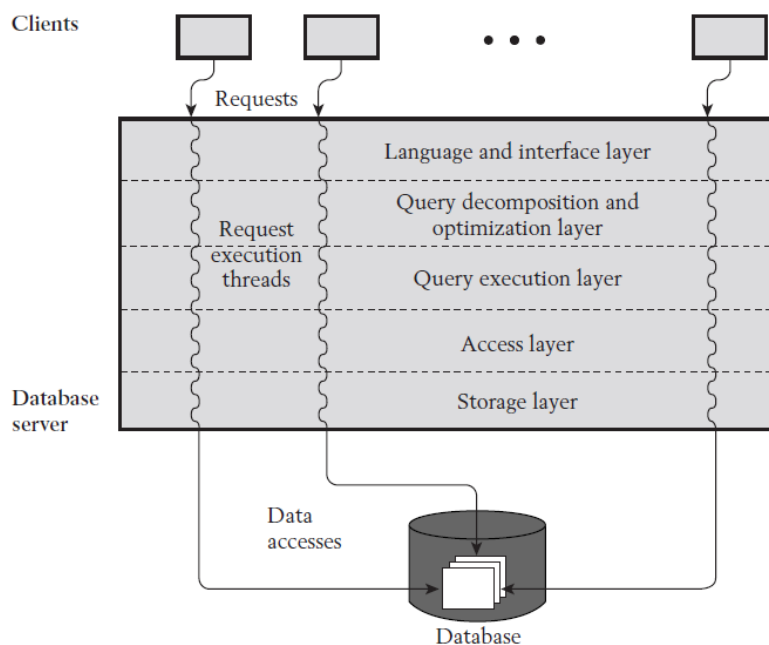 Clients
Requests
Language and interface layer
Query decomposition and
optimization layer
Request
execution
threads
Query execution layer
Access layer
Storage layer
Database
server
Data
accesses
Database